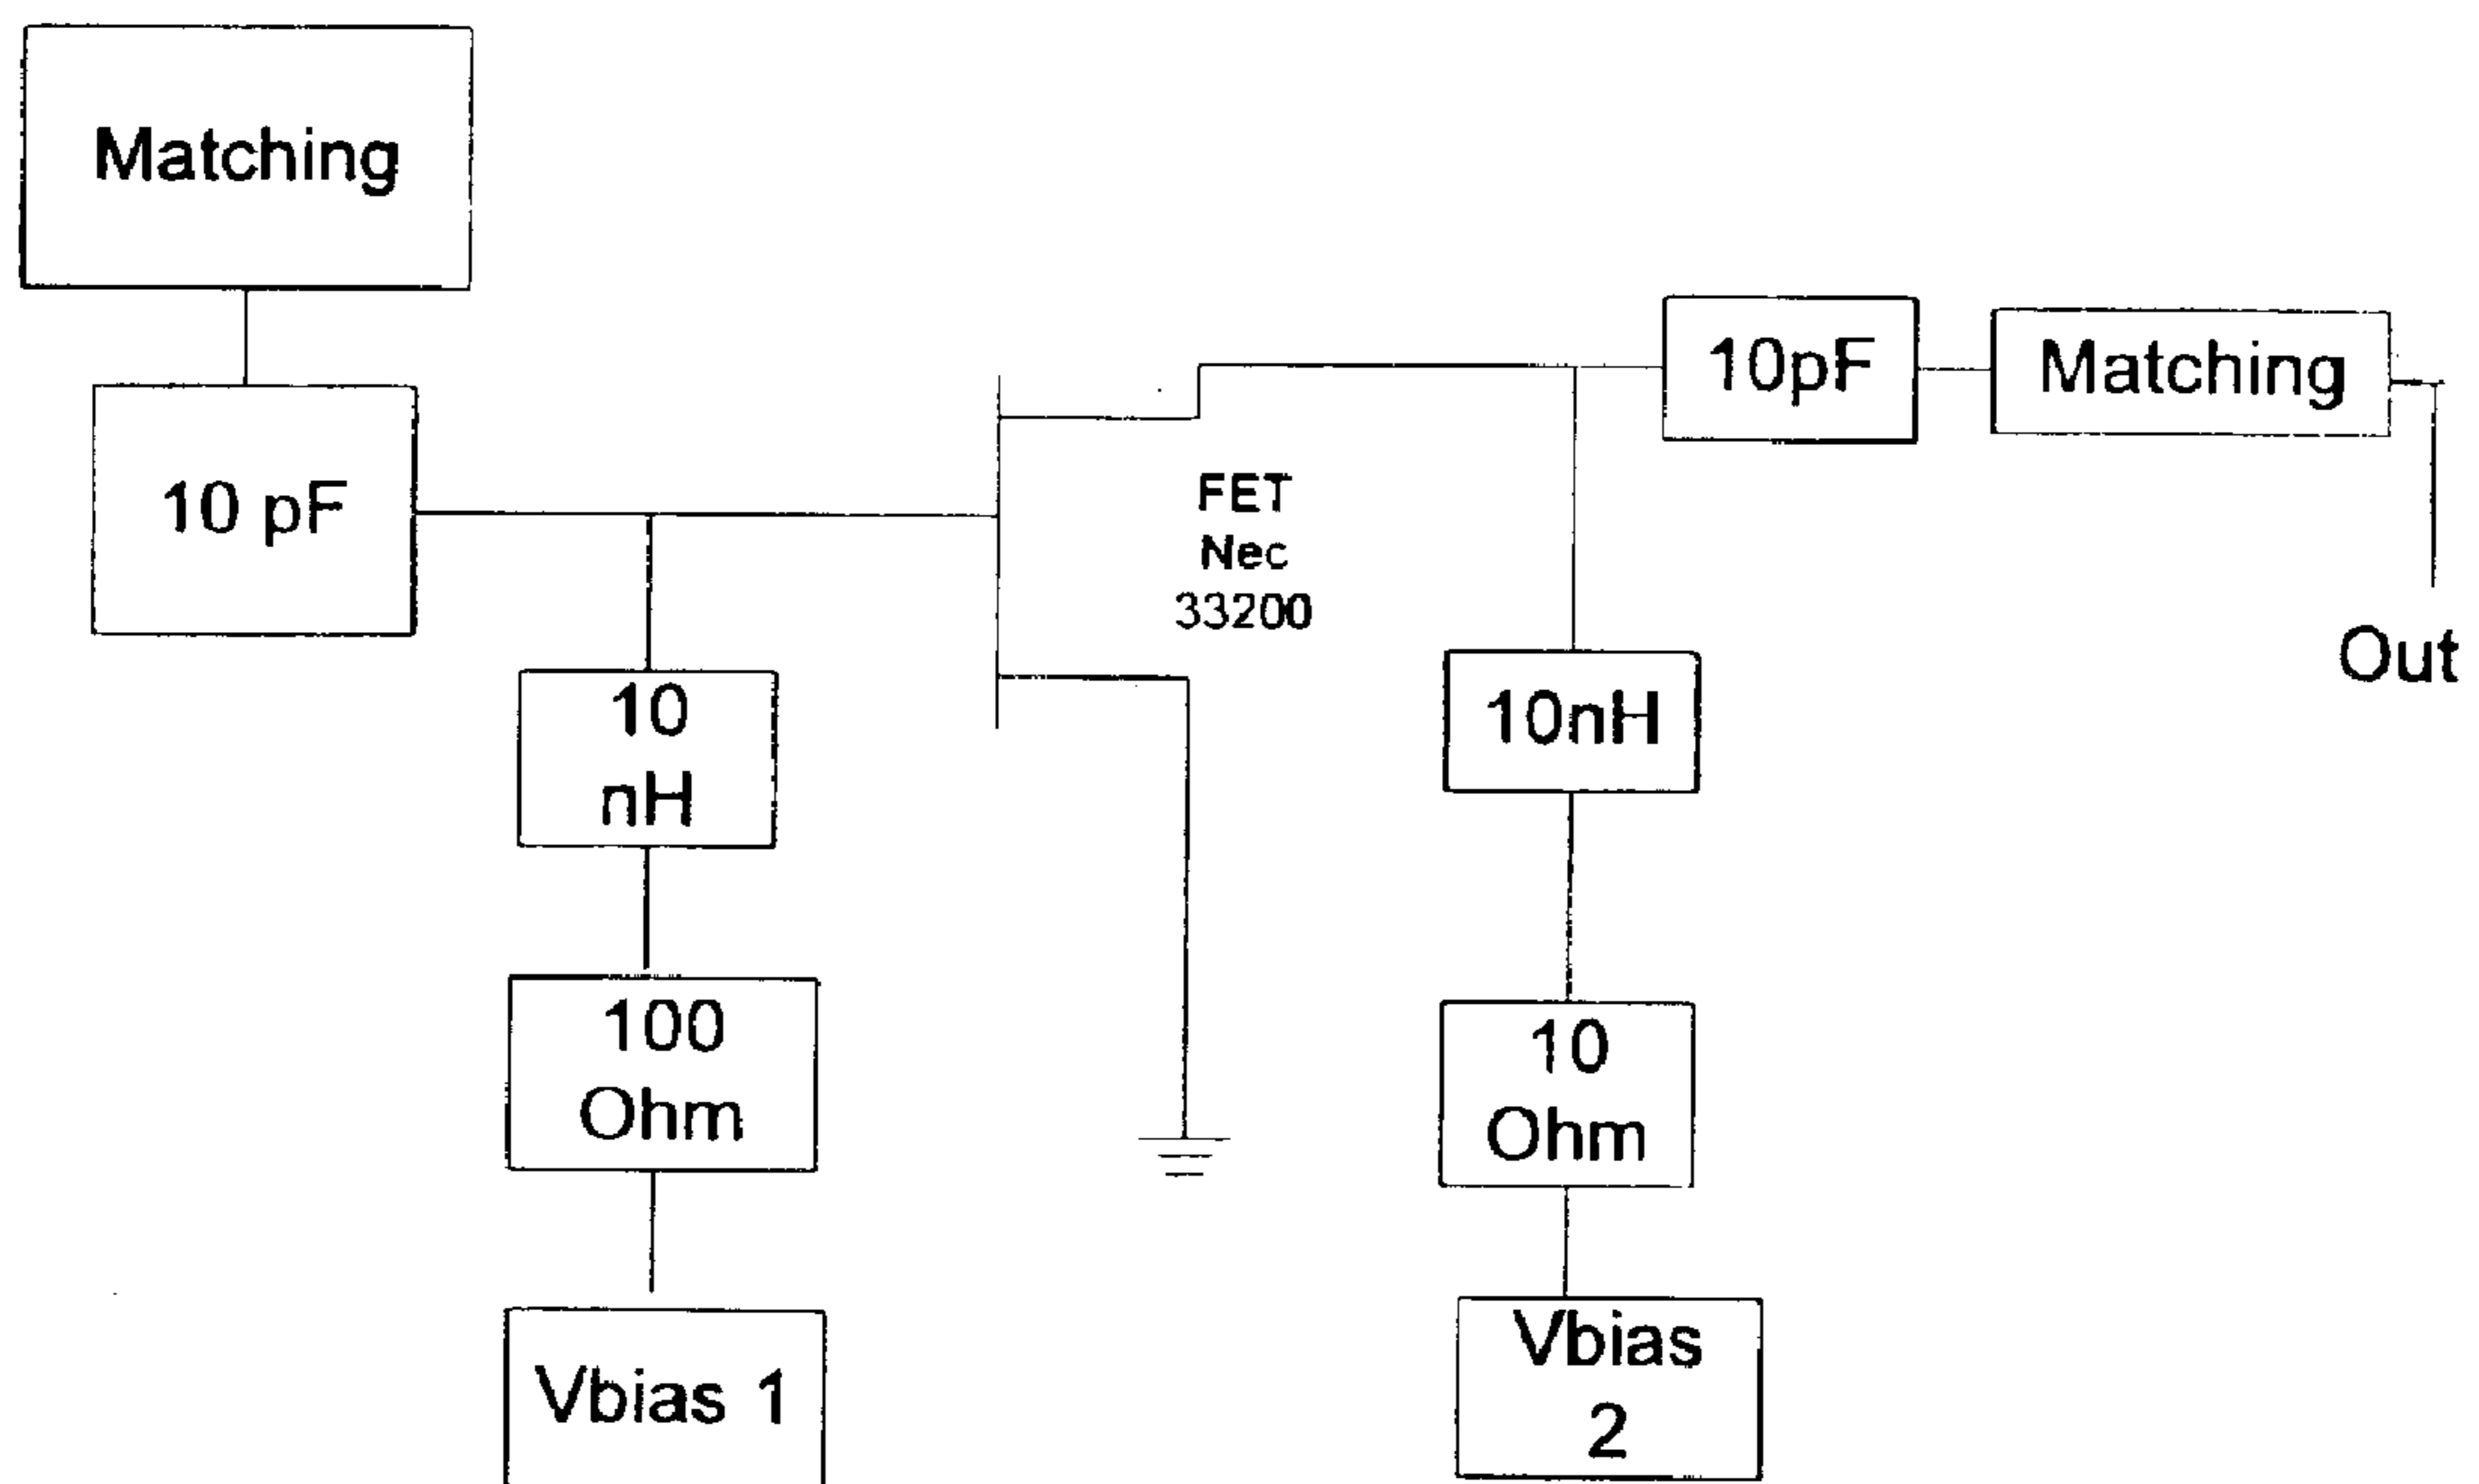 Matching
10 pF
10
nH
100
Ohm
Vbias 1
FET
Nec
33200
10pF
Matching
Out
10nH
10
Ohm
Vbias
2